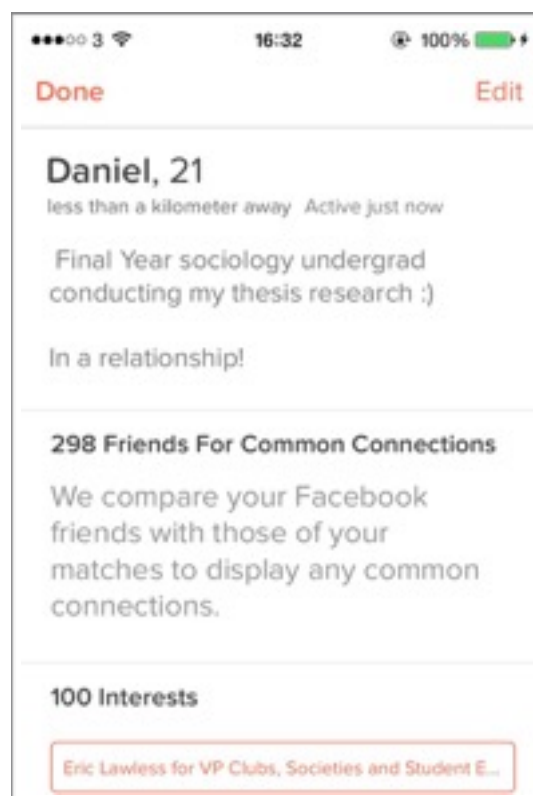 3 16:32 100%
Done Edit
Daniel, 21
less than a kilometer away Active just now
Final Year sociology undergrad
conducting my thesis research :)
In a relationship!
298 Friends For Common Connections
We compare your Facebook
friends with those of your
matches to display any common
connections.
100 Interests
Eric Lawless for VP Clubs, Societies and Student E...